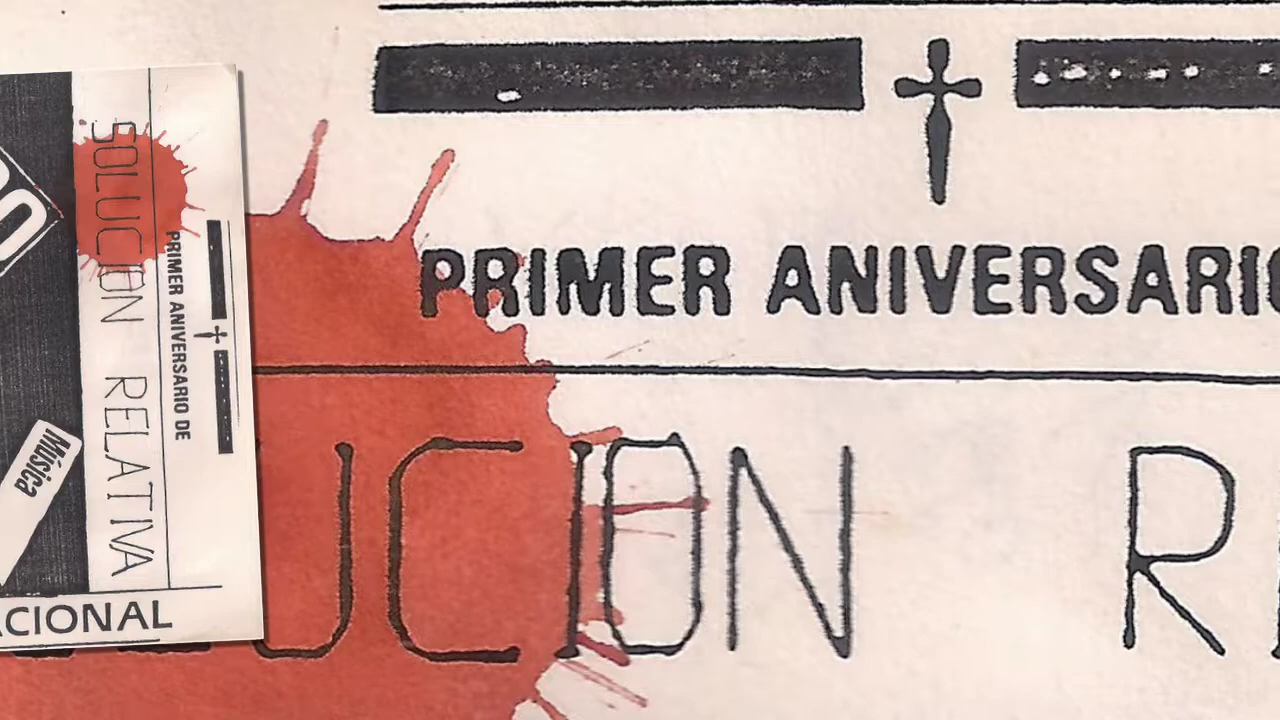 PRIMER ANIVERSARIO
UCION R
PRIMER ANIVERSARIO DE
SOLUCION RELATIVA
Música
ACIONAL